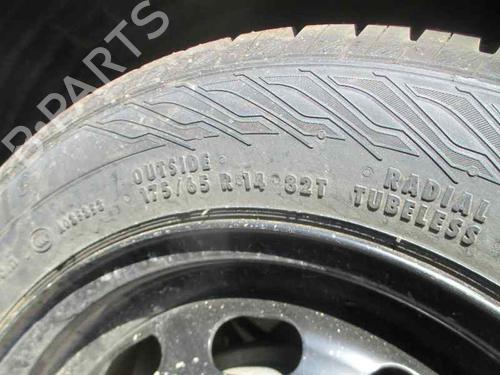 B.PARTS
OUTSIDE
175/65 R 14 82T
RADIAL
TUBELESS